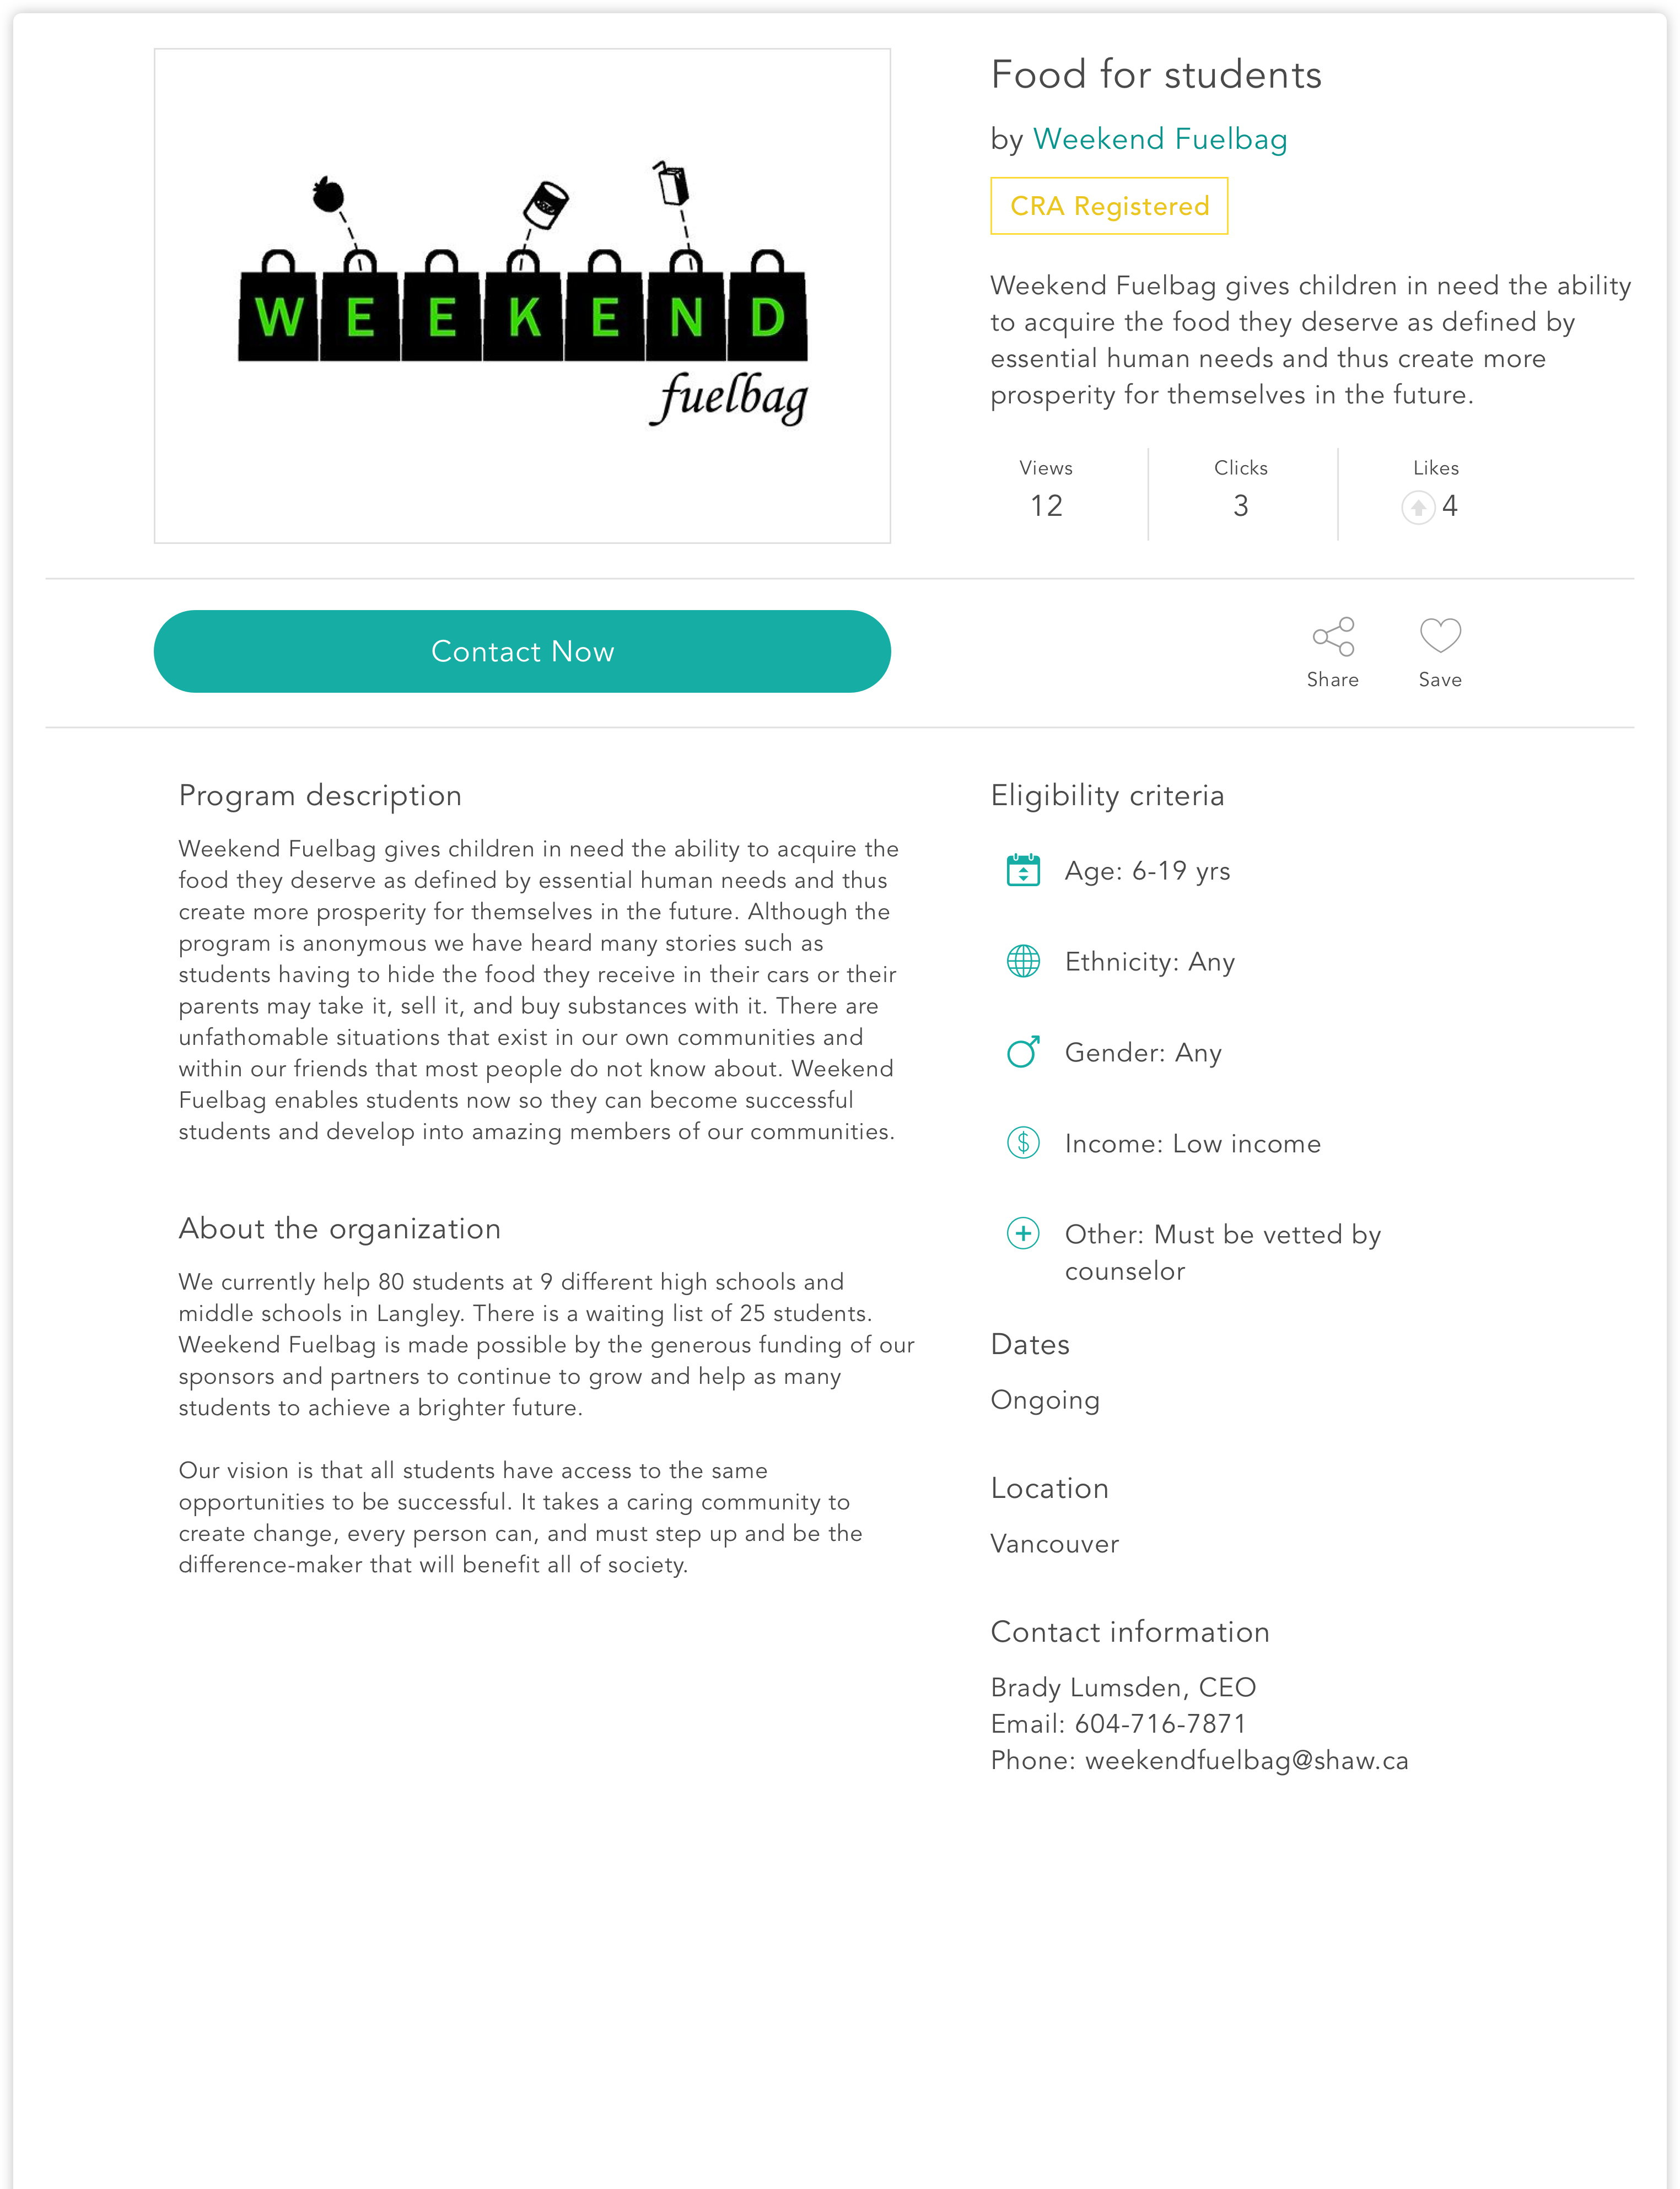 WEEKEND
fuelbag
Food for students
by Weekend Fuelbag
CRA Registered
Weekend Fuelbag gives children in need the ability
to acquire the food they deserve as defined by
essential human needs and thus create more
prosperity for themselves in the future.
Views
12
Clicks
3
Likes
4
Contact Now
Share
Save
Program description
Weekend Fuelbag gives children in need the ability to acquire the
food they deserve as defined by essential human needs and thus
create more prosperity for themselves in the future. Although the
program is anonymous we have heard many stories such as
students having to hide the food they receive in their cars or their
parents may take it, sell it, and buy substances with it. There are
unfathomable situations that exist in our own communities and
within our friends that most people do not know about. Weekend
Fuelbag enables students now so they can become successful
students and develop into amazing members of our communities.
About the organization
We currently help 80 students at 9 different high schools and
middle schools in Langley. There is a waiting list of 25 students.
Weekend Fuelbag is made possible by the generous funding of our
sponsors and partners to continue to grow and help as many
students to achieve a brighter future.
Our vision is that all students have access to the same
opportunities to be successful. It takes a caring community to
create change, every person can, and must step up and be the
difference-maker that will benefit all of society.
Eligibility criteria
Age: 6-19 yrs
Ethnicity: Any
Gender: Any
Income: Low income
Other: Must be vetted by
counselor
Dates
Ongoing
Location
Vancouver
Contact information
Brady Lumsden, CEO
Email: 604-716-7871
Phone: weekendfuelbag@shaw.ca